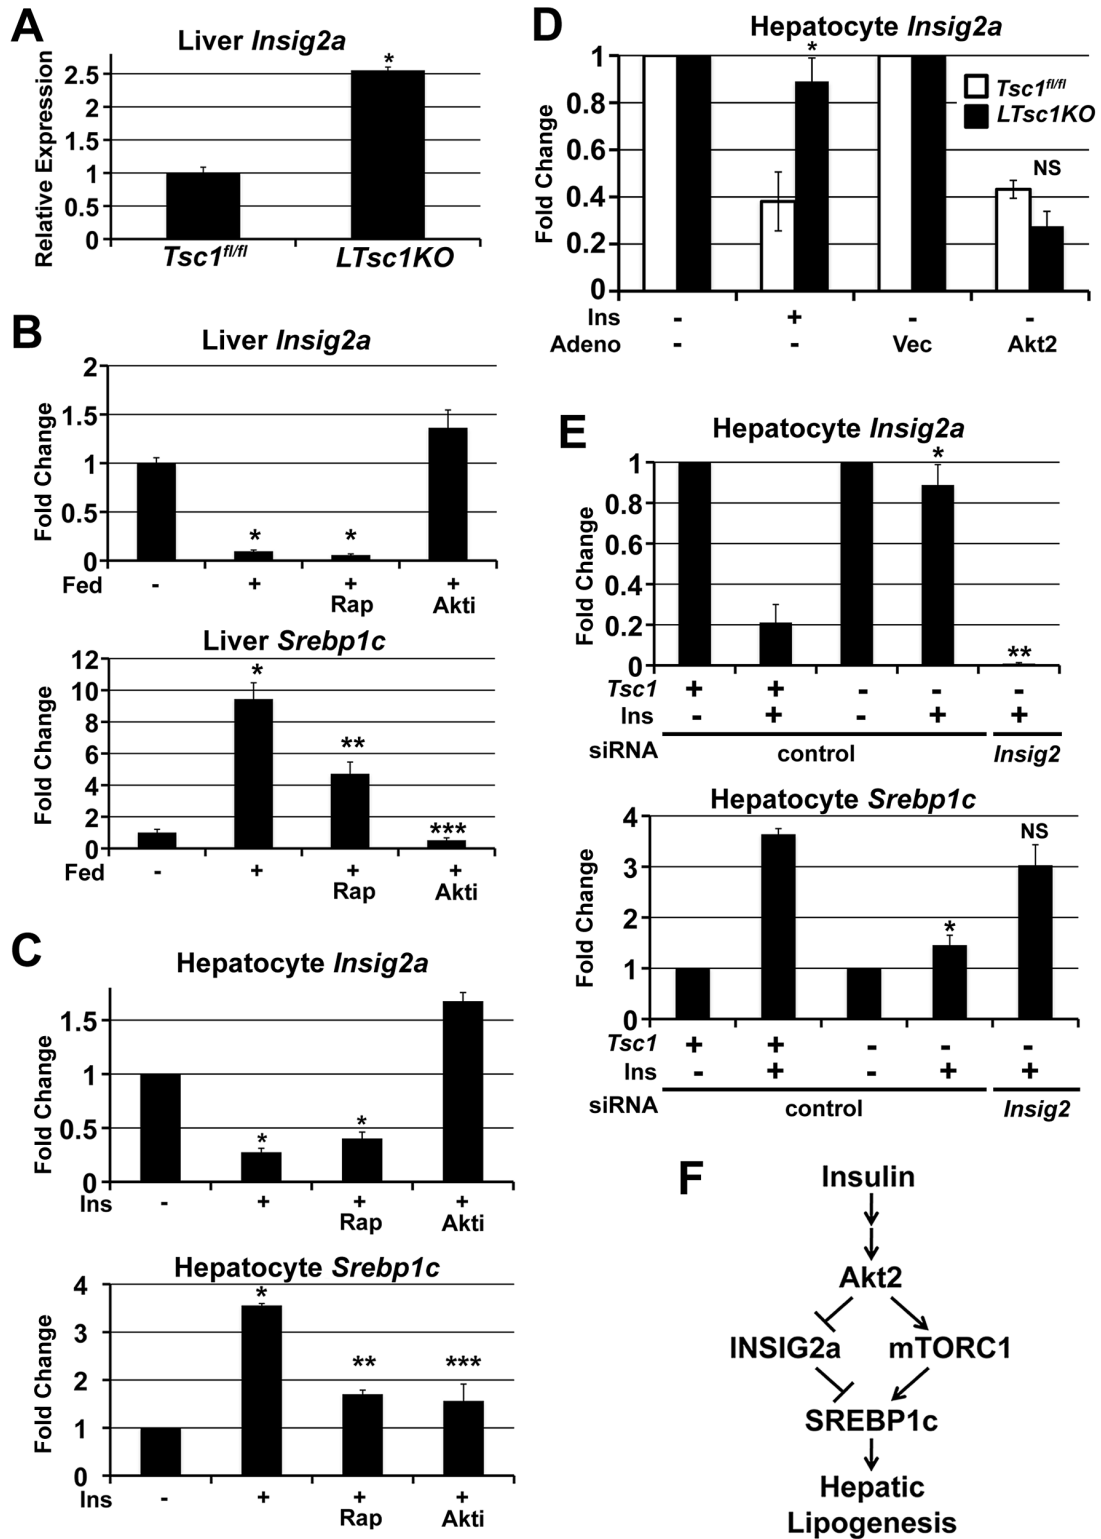 A
Liver Insig2a
Relative Expression
2.5
2
1.5
1
0.5
0
*
Tsc1fl/fl LTsc1KO
B
Liver Insig2a
Fold Change
2
1.5
1
0.5
0
* *
Fed - + + +
Rap Akti
Liver Srebp1c
Fold Change
12
10
8
6
4
2
0
* ** ***
Fed - + + +
Rap Akti
C
Hepatocyte Insig2a
Fold Change
1.5
1
0.5
0
* *
Ins - + + +
Rap Akti
Hepatocyte Srebp1c
Fold Change
4
3
2
1
0
* ** ***
Ins - + + +
Rap Akti
D
Hepatocyte Insig2a
Fold Change
1
0.8
0.6
0.4
0.2
0
*
NS
Tsc1fl/fl
LTsc1KO
Ins - + - -
Adeno - - Vec Akt2
E
Hepatocyte Insig2a
Fold Change
1
0.8
0.6
0.4
0.2
0
* **
Tsc1 + + - - -
Ins - + - + +
siRNA control Insig2
Hepatocyte Srebp1c
Fold Change
4
3
2
1
0
* NS
Tsc1 + + - - -
Ins - + - + +
siRNA control Insig2
F
Insulin
Akt2
INSIG2a mTORC1
SREBP1c
Hepatic
Lipogenesis